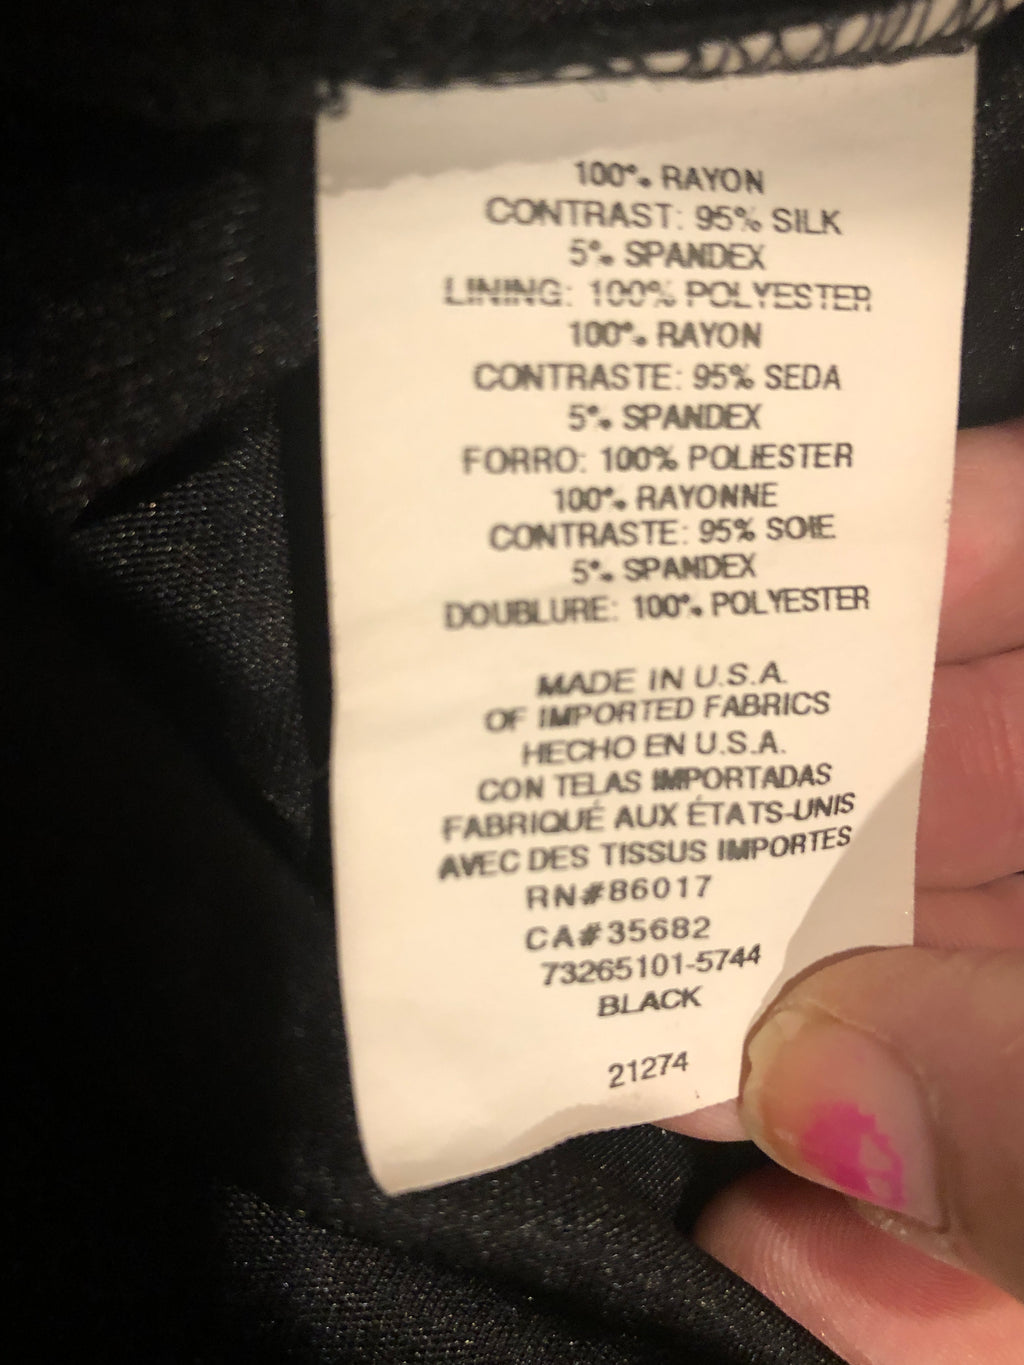 100% RAYON
CONTRAST: 95% SILK
5% SPANDEX
LINING: 100% POLYESTER
100% RAYON
CONTRASTE: 95% SEDA
5% SPANDEX
FORRO: 100% POLIESTER
100% RAYONNE
CONTRASTE: 95% SOIE
5% SPANDEX
DOUBLURE: 100% POLYESTER
MADE IN U.S.A.
OF IMPORTED FABRICS
HECHO EN U.S.A.
CON TELAS IMPORTADAS
FABRIQUÉ AUX ÉTATS-UNIS
AVEC DES TISSUS IMPORTES
RN#86017
CA#35682
73265101-5744
BLACK
21274